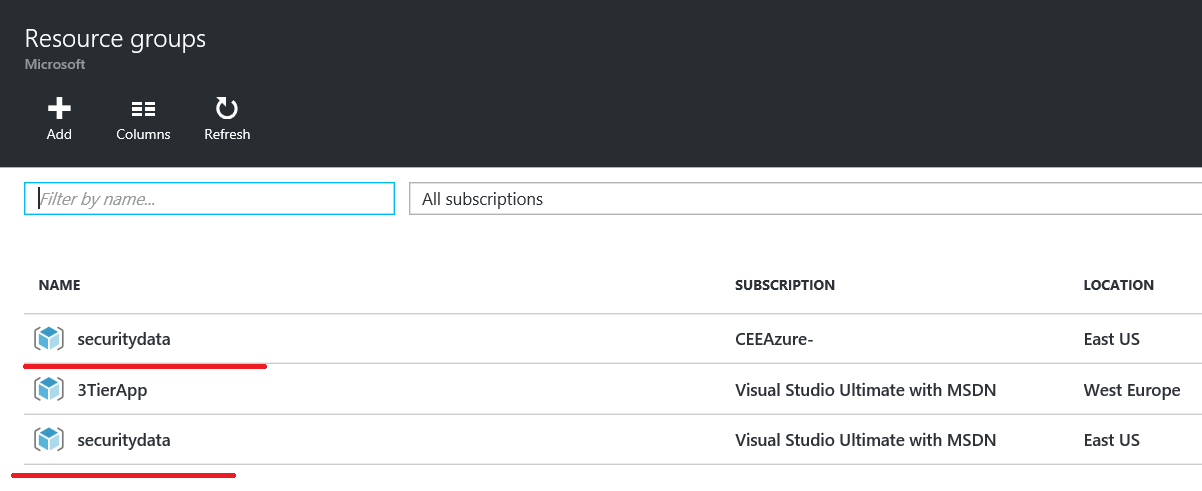 Resource groups
Microsoft
Add Columns Refresh
Filter by name... All subscriptions
NAME SUBSCRIPTION LOCATION
securitydata CEEAzure- East US
3TierApp Visual Studio Ultimate with MSDN West Europe
securitydata Visual Studio Ultimate with MSDN East US